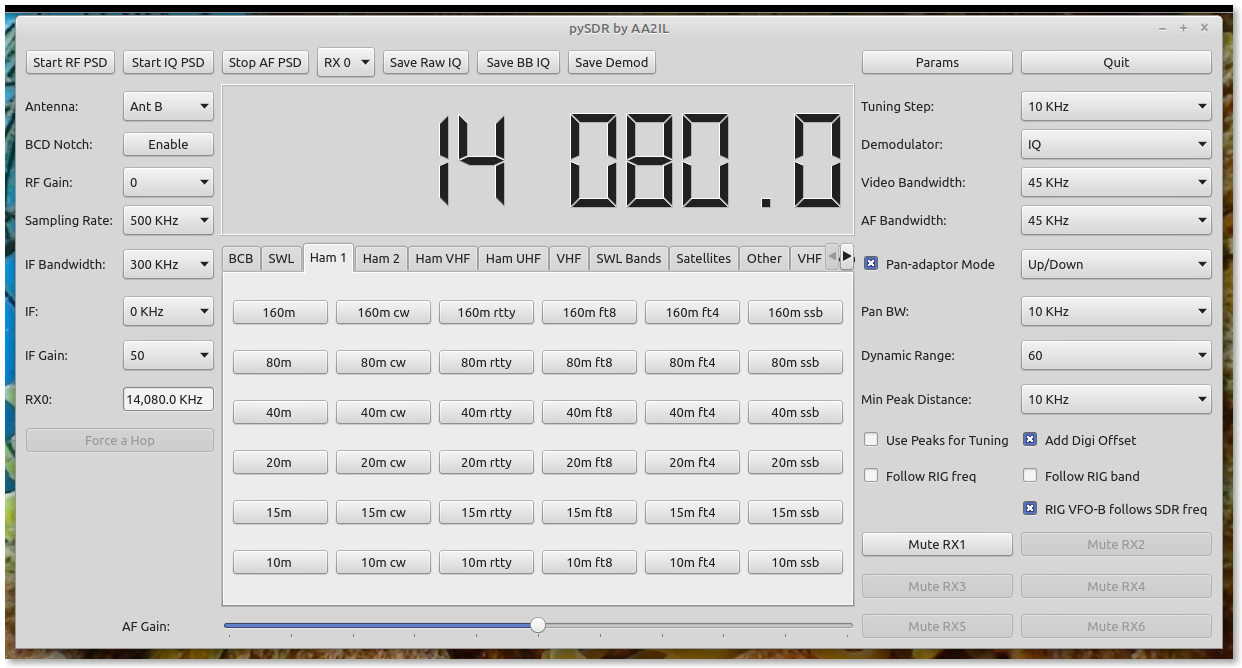 pySDR by AA2IL
Start RF PSD Start IQ PSD Stop AF PSD RX 0 Save Raw IQ Save BB IQ Save Demod Params Quit
Antenna: Ant B
BCD Notch: Enable
RF Gain: 0
Sampling Rate: 500 KHz
IF Bandwidth: 300 KHz
IF: 0 KHz
IF Gain: 50
RX0: 14,080.0 KHz
Force a Hop
14 080.0
BCB SWL Ham 1 Ham 2 Ham VHF Ham UHF VHF SWL Bands Satellites Other VHF
160m 160m cw 160m rtty 160m ft8 160m ft4 160m ssb
80m 80m cw 80m rtty 80m ft8 80m ft4 80m ssb
40m 40m cw 40m rtty 40m ft8 40m ft4 40m ssb
20m 20m cw 20m rtty 20m ft8 20m ft4 20m ssb
15m 15m cw 15m rtty 15m ft8 15m ft4 15m ssb
10m 10m cw 10m rtty 10m ft8 10m ft4 10m ssb
AF Gain:
Tuning Step: 10 KHz
Demodulator: IQ
Video Bandwidth: 45 KHz
AF Bandwidth: 45 KHz
Pan-adaptor Mode Up/Down
Pan BW: 10 KHz
Dynamic Range: 60
Min Peak Distance: 10 KHz
Use Peaks for Tuning Add Digi Offset
Follow RIG freq Follow RIG band
RIG VFO-B follows SDR freq
Mute RX1 Mute RX2
Mute RX3 Mute RX4
Mute RX5 Mute RX6